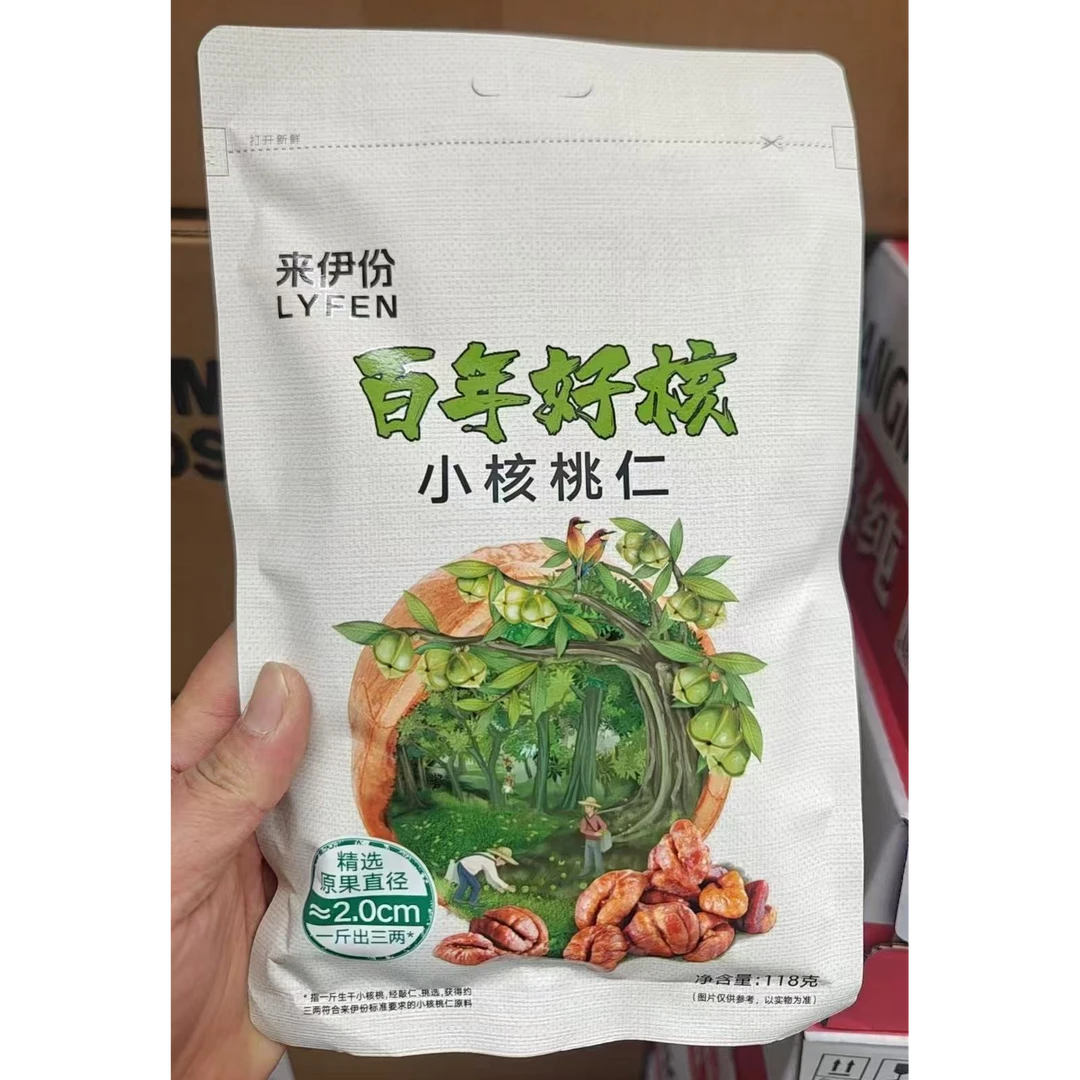 打开新鲜
来伊份
LYFEN
百年好核
小核桃仁
精选
原果直径
≈2.0cm
一斤出三两*
净含量:118克
(图片仅供参考,以实物为准)
*指一斤生干小核桃,经敲仁、挑选,获得约
三两符合来伊份标准要求的小核桃仁原料
纯